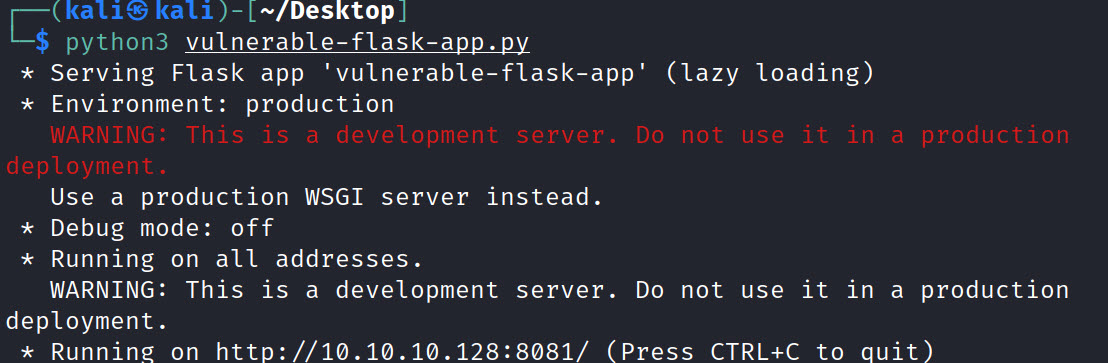 ┌──(kali㉿kali)-[~/Desktop]
└─$ python3 vulnerable-flask-app.py
 * Serving Flask app 'vulnerable-flask-app' (lazy loading)
 * Environment: production
   WARNING: This is a development server. Do not use it in a production
deployment.
   Use a production WSGI server instead.
 * Debug mode: off
 * Running on all addresses.
   WARNING: This is a development server. Do not use it in a production
deployment.
 * Running on http://10.10.10.128:8081/ (Press CTRL+C to quit)